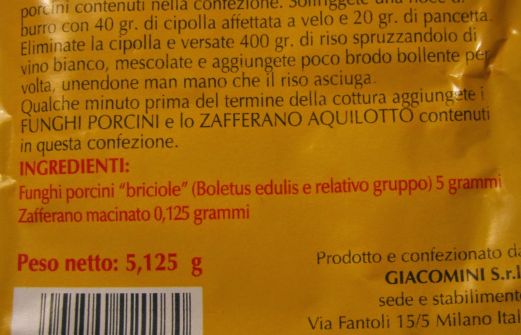 porcini contenuti nella confezione. Soffriggete una noce di
burro con 40 gr. di cipolla affettata a velo e 20 gr. di pancetta.
Eliminate la cipolla e versate 400 gr. di riso spruzzandolo di
vino bianco, mescolate e aggiungete poco brodo bollente per
volta, unendone man mano che il riso asciuga.
Qualche minuto prima del termine della cottura aggiungete i
FUNGHI PORCINI e lo ZAFFERANO AQUILOTTO contenuti
in questa confezione.
INGREDIENTI:
Funghi porcini "briciole" (Boletus edulis e relativo gruppo) 5 grammi
Zafferano macinato 0,125 grammi
Peso netto: 5,125 g
Prodotto e confezionato da
GIACOMINI S.r.l
sede e stabiliment
Via Fantoli 15/5 Milano Ital